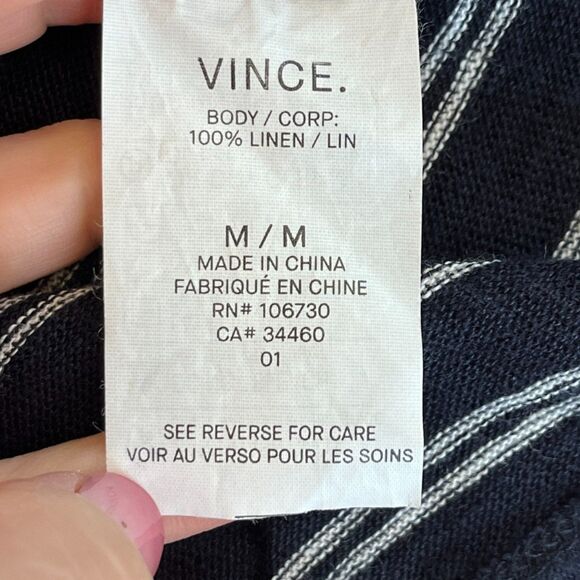 VINCE.
BODY / CORP:
100% LINEN / LIN
M / M
MADE IN CHINA
FABRIQUÉ EN CHINE
RN# 106730
CA# 34460
01
SEE REVERSE FOR CARE
VOIR AU VERSO POUR LES SOINS